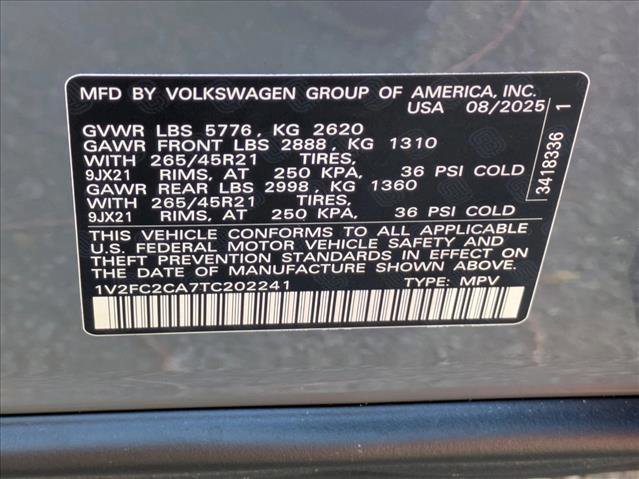 MFD BY VOLKSWAGEN GROUP OF AMERICA, INC.
USA 08/2025
GVWR LBS 5776, KG 2620
GAWR FRONT LBS 2888, KG 1310
WITH 265/45R21 TIRES,
9JX21 RIMS, AT 250 KPA, 36 PSI COLD
GAWR REAR LBS 2998, KG 1360
WITH 265/45R21 TIRES,
9JX21 RIMS, AT 250 KPA, 36 PSI COLD
THIS VEHICLE CONFORMS TO ALL APPLICABLE
U.S. FEDERAL MOTOR VEHICLE SAFETY AND
THEFT PREVENTION STANDARDS IN EFFECT ON
THE DATE OF MANUFACTURE SHOWN ABOVE.
1V2FC2CA7TC202241 TYPE: MPV
3418336 1